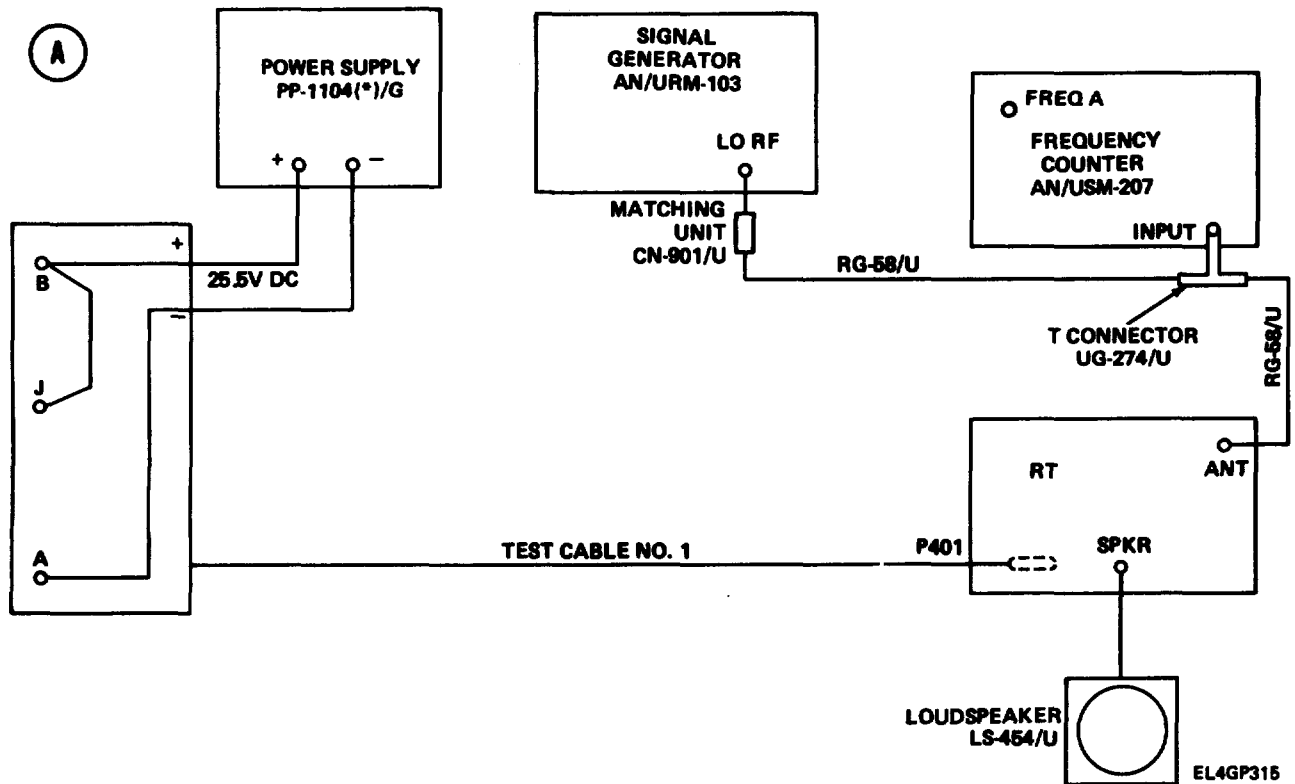 A
POWER SUPPLY
PP-1104(*)/G
+ -
SIGNAL
GENERATOR
AN/URM-103
LO RF
FREQ A
FREQUENCY
COUNTER
AN/USM-207
INPUT
MATCHING
UNIT
CN-901/U
RG-58/U
T CONNECTOR
UG-274/U
RG-58/U
+
B
25.5V DC
-
J
A
TEST CABLE NO. 1
P401
RT
ANT
SPKR
LOUDSPEAKER
LS-454/U
EL4GP315